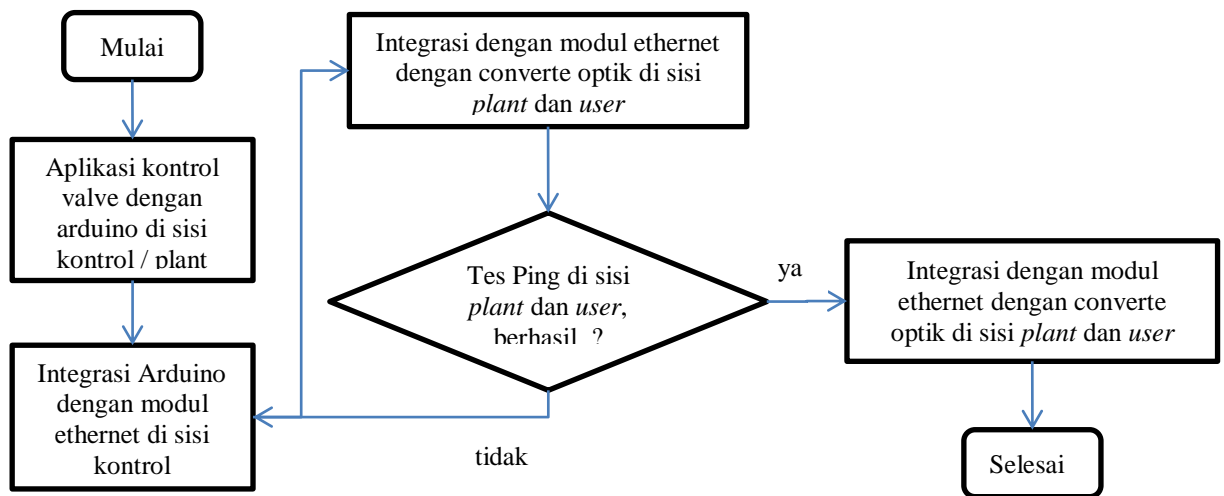 Mulai
Aplikasi kontrol
valve dengan
arduino di sisi
kontrol / plant
Integrasi Arduino
dengan modul
ethernet di sisi
kontrol
Integrasi dengan modul ethernet
dengan converte optik di sisi
plant dan user
Tes Ping di sisi
plant dan user,
berhasil ?
ya
tidak
Integrasi dengan modul
ethernet dengan converte
optik di sisi plant dan user
Selesai